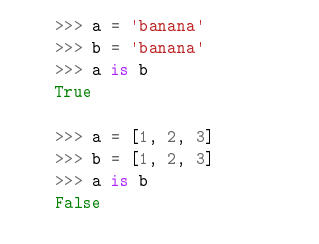 >>> a = 'banana'
>>> b = 'banana'
>>> a is b
True
>>> a = [1, 2, 3]
>>> b = [1, 2, 3]
>>> a is b
False